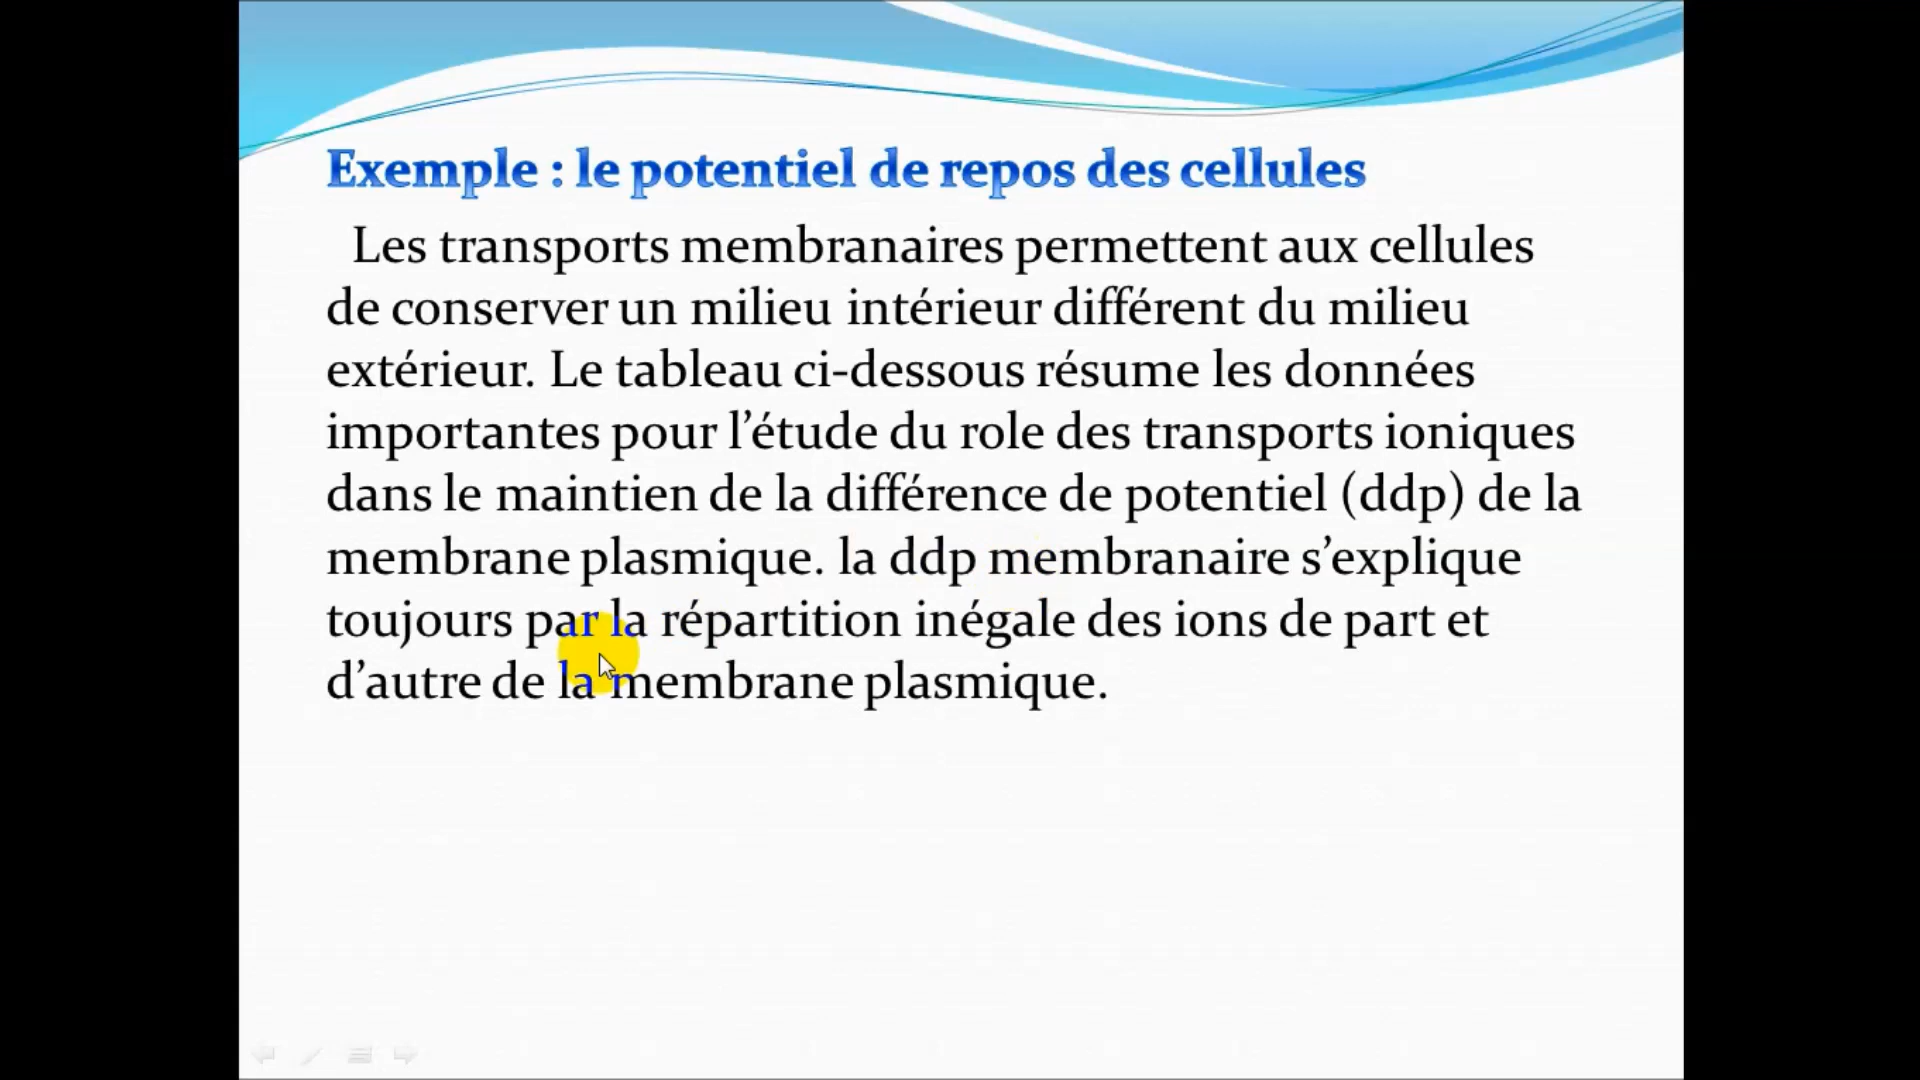 Exemple : le potentiel de repos des cellules
Les transports membranaires permettent aux cellules
de conserver un milieu intérieur différent du milieu
extérieur. Le tableau ci-dessous résume les données
importantes pour l’étude du role des transports ioniques
dans le maintien de la différence de potentiel (ddp) de la
membrane plasmique. la ddp membranaire s’explique
toujours par la répartition inégale des ions de part et
d’autre de la membrane plasmique.